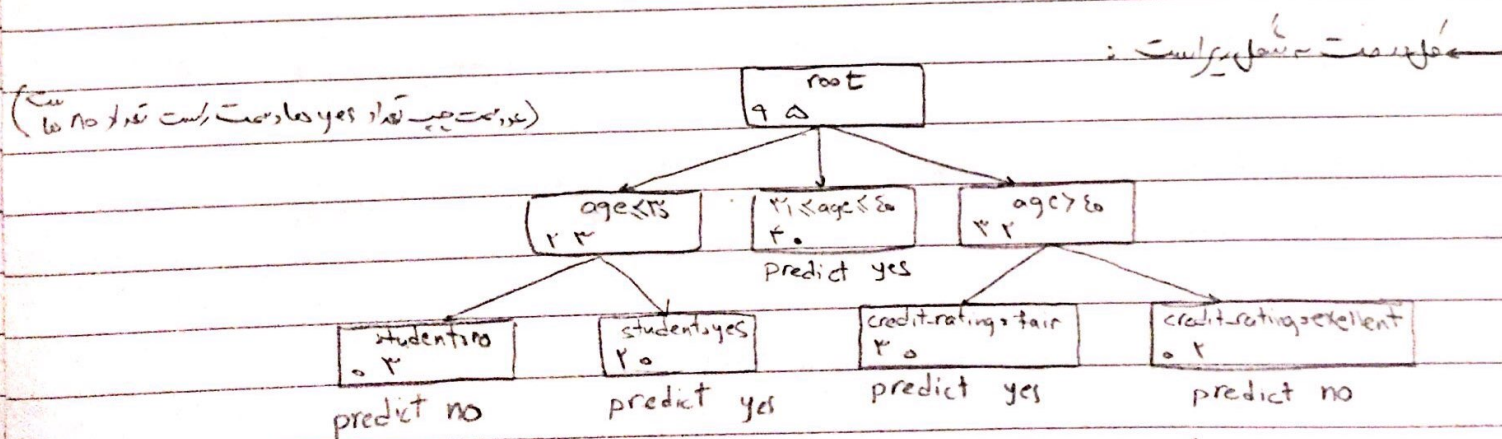 شکل درخت به شکل زیر است :
root
۹ ۵
(عدد سمت چپ تعداد yes ها و سمت راست تعداد no ها است)
age≤۳۰ ۳۱≤age≤۴۰ age>۴۰
۲ ۳ ۴ ۰ ۳ ۲
predict yes
student=no student=yes credit-rating=fair credit-rating=exellent
۰ ۳ ۲ ۰ ۳ ۰ ۰ ۲
predict no predict yes predict yes predict no